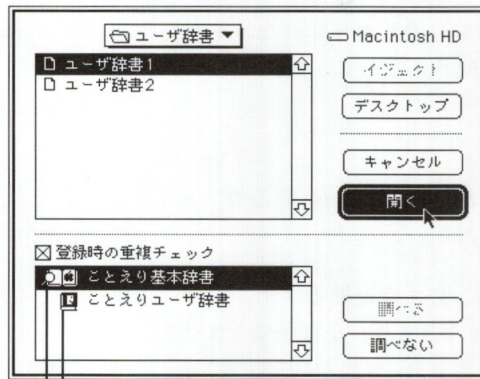 ユーザ辞書
Macintosh HD
ユーザ辞書1
ユーザ辞書2
イジェクト
デスクトップ
キャンセル
開く
登録時の重複チェック
ことえり基本辞書
ことえりユーザ辞書
調べる
調べない